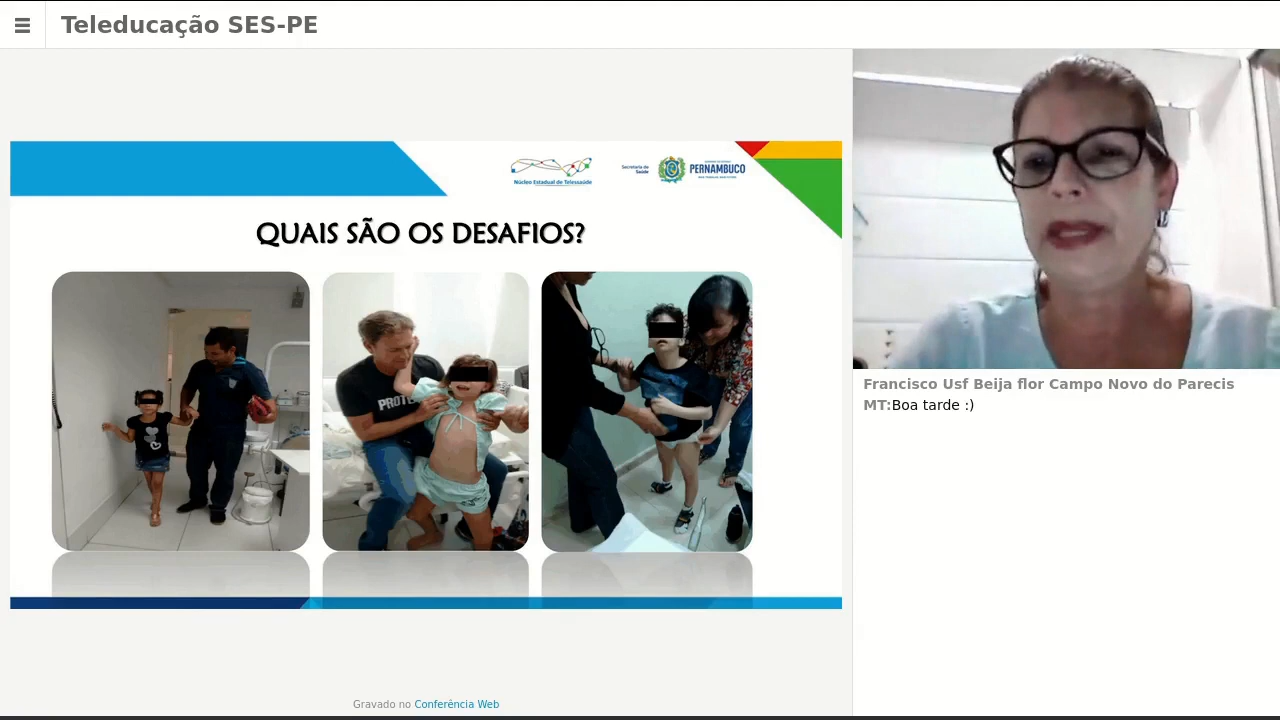 Teleducação SES-PE
Núcleo Estadual de Telessaúde
Secretaria de
Saúde
PERNAMBUCO
QUAIS SÃO OS DESAFIOS?
PROTE
Francisco Usf Beija flor Campo Novo do Parecis
MT:Boa tarde :)
Gravado no Conferência Web